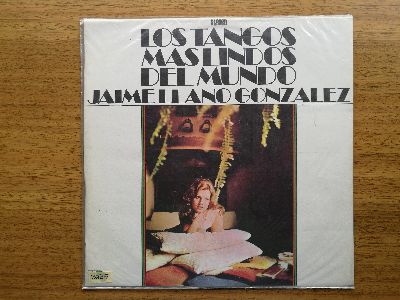 LOS TANGOS
MAS LINDOS
DEL MUNDO
JAIME LLANO GONZALEZ